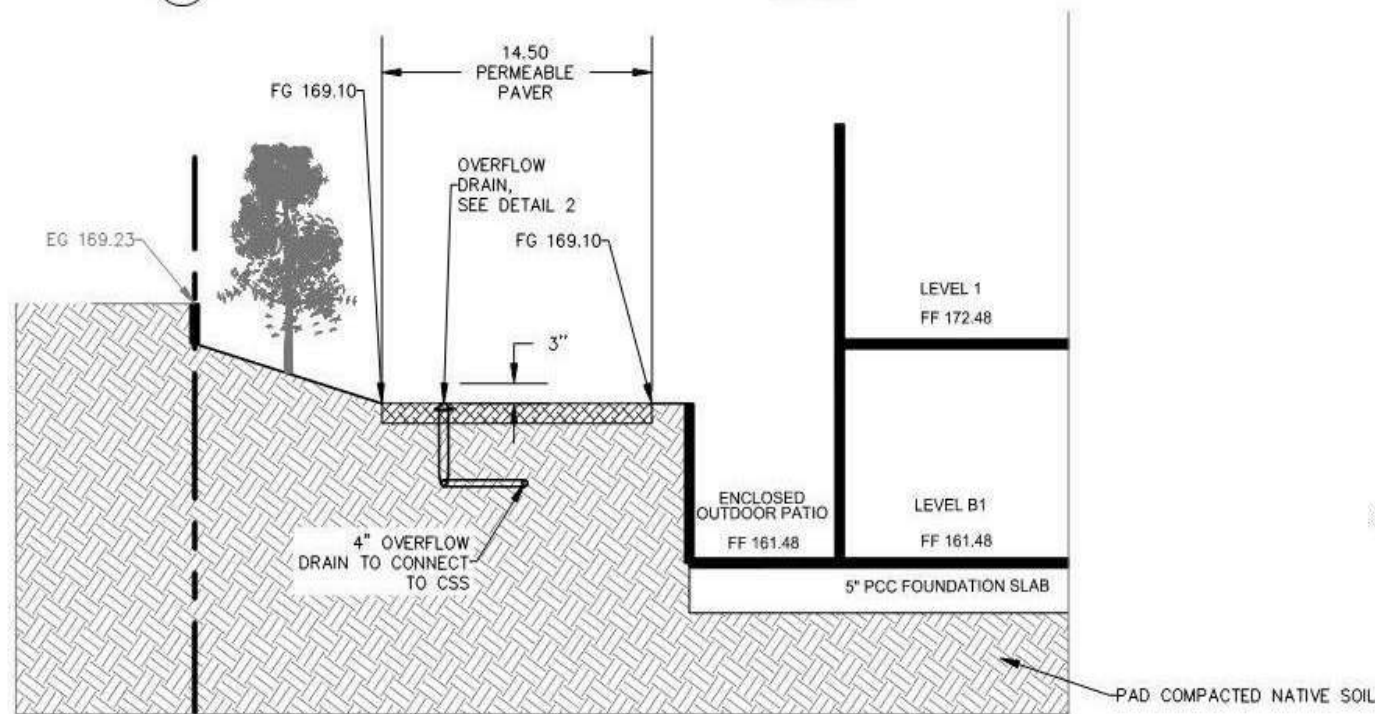 14.50
PERMEABLE
PAVER
FG 169.10
OVERFLOW
DRAIN,
SEE DETAIL 2
EG 169.23
FG 169.10
3"
LEVEL 1
FF 172.48
ENCLOSED
OUTDOOR PATIO
FF 161.48
LEVEL B1
FF 161.48
4" OVERFLOW
DRAIN TO CONNECT
TO CSS
5" PCC FOUNDATION SLAB
PAD COMPACTED NATIVE SOIL